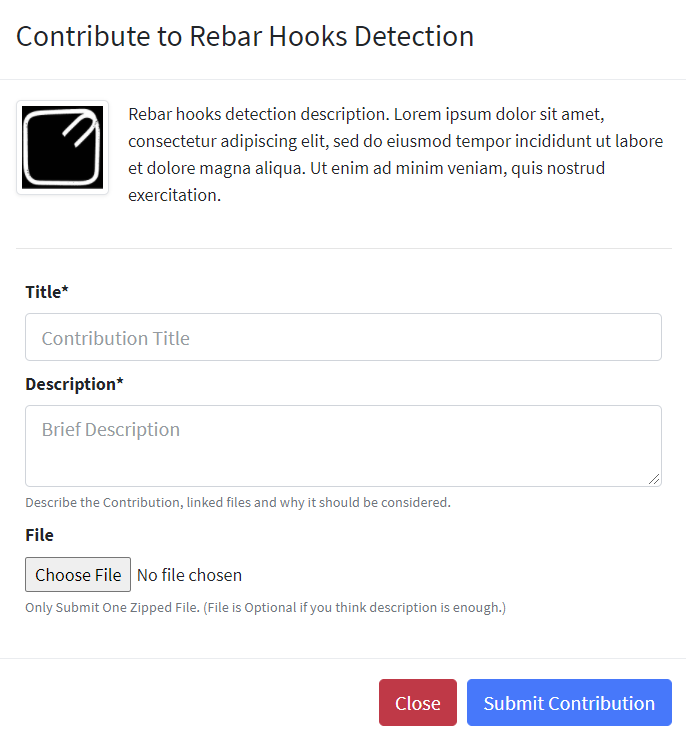 Contribute to Rebar Hooks Detection
Rebar hooks detection description. Lorem ipsum dolor sit amet,
consectetur adipiscing elit, sed do eiusmod tempor incididunt ut labore
et dolore magna aliqua. Ut enim ad minim veniam, quis nostrud
exercitation.
Title*
Contribution Title
Description*
Brief Description
Describe the Contribution, linked files and why it should be considered.
File
Choose File No file chosen
Only Submit One Zipped File. (File is Optional if you think description is enough.)
Close Submit Contribution